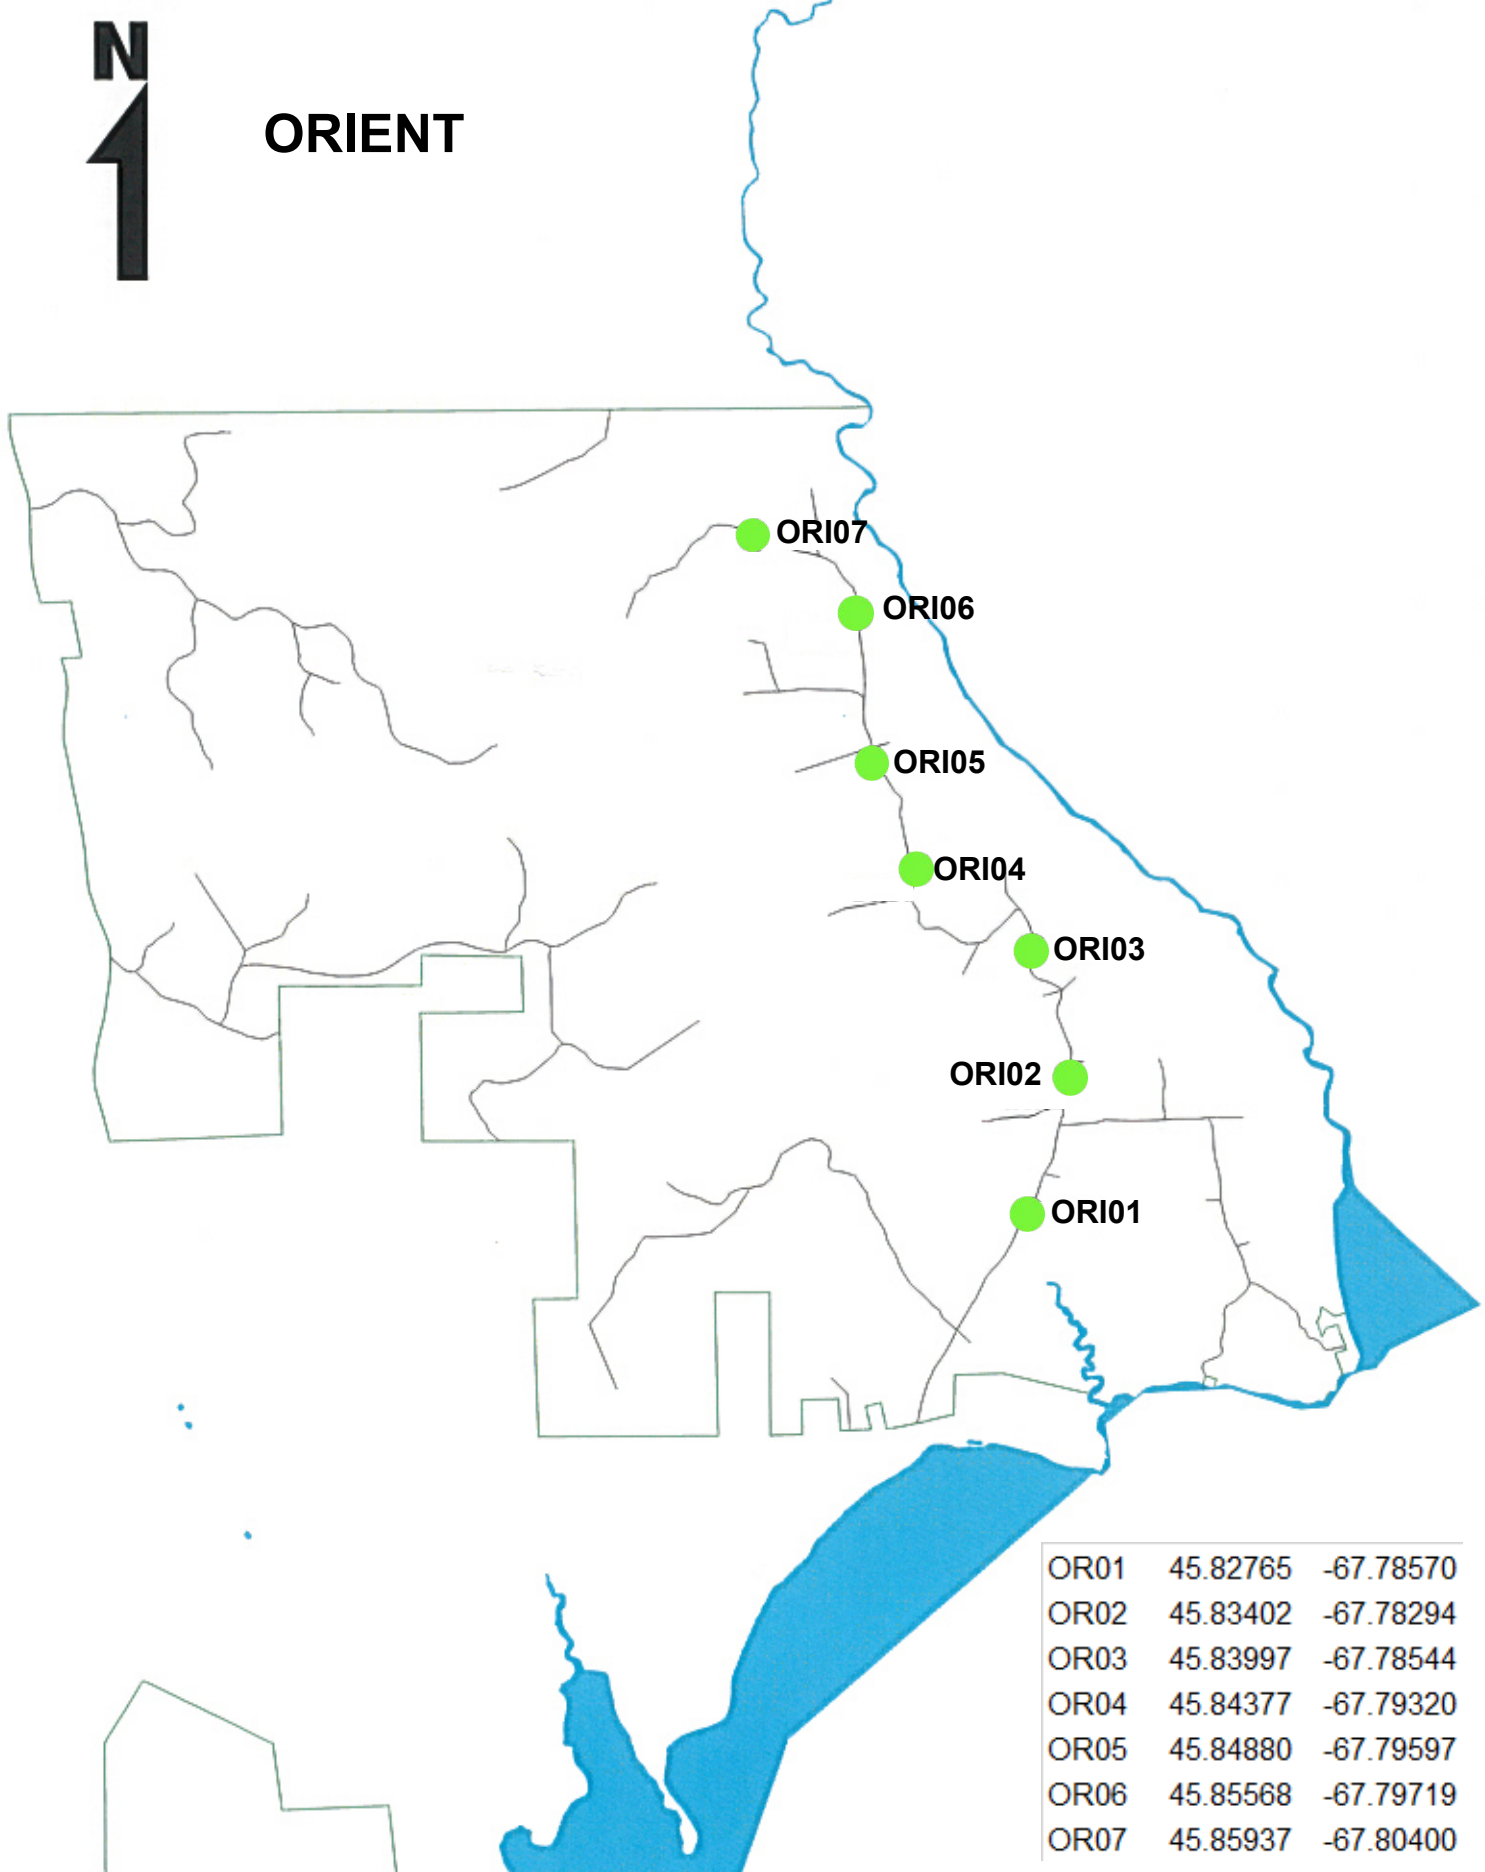 N
ORIENT
ORI07
ORI06
ORI05
ORI04
ORI03
ORI02
ORI01
OR01 45.82765 -67.78570
OR02 45.83402 -67.78294
OR03 45.83997 -67.78544
OR04 45.84377 -67.79320
OR05 45.84880 -67.79597
OR06 45.85568 -67.79719
OR07 45.85937 -67.80400